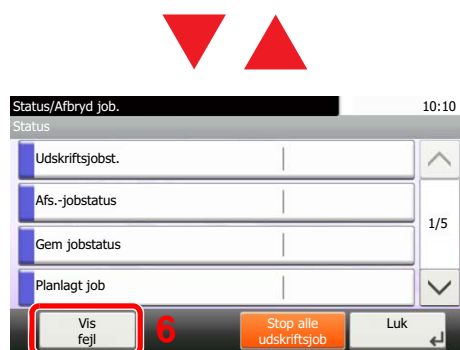 Status/Afbryd job. 10:10
Status
Udskriftsjobst.
Afs.-jobstatus
1/5
Gem jobstatus
Planlagt job
Vis
fejl
6
Stop alle
udskriftsjob
Luk